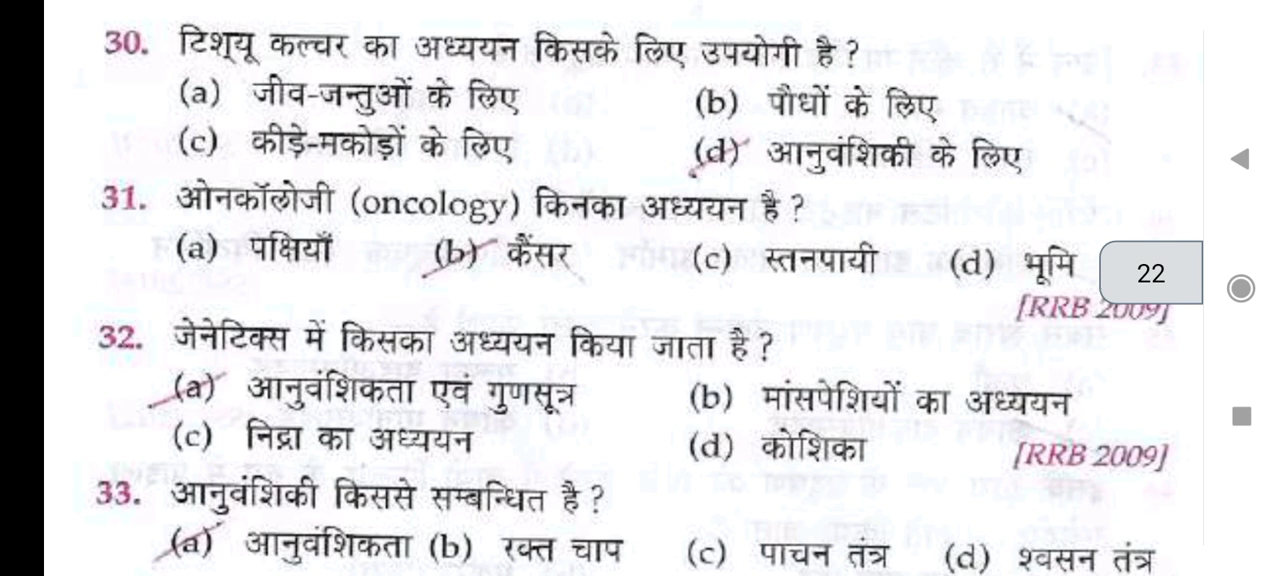 30. टिश्यू कल्चर का अध्ययन किसके लिए उपयोगी है ?
(a) जीव-जन्तुओं के लिए (b) पौधों के लिए
(c) कीड़े-मकोड़ों के लिए (d) आनुवंशिकी के लिए
31. ओनकॉलोजी (oncology) किनका अध्ययन है ?
(a) पक्षियाँ (b) कैंसर (c) स्तनपायी (d) भूमि
22
[RRB 2009]
32. जेनेटिक्स में किसका अध्ययन किया जाता है ?
(a) आनुवंशिकता एवं गुणसूत्र (b) मांसपेशियों का अध्ययन
(c) निद्रा का अध्ययन (d) कोशिका [RRB 2009]
33. आनुवंशिकी किससे सम्बन्धित है ?
(a) आनुवंशिकता (b) रक्त चाप (c) पाचन तंत्र (d) श्वसन तंत्र